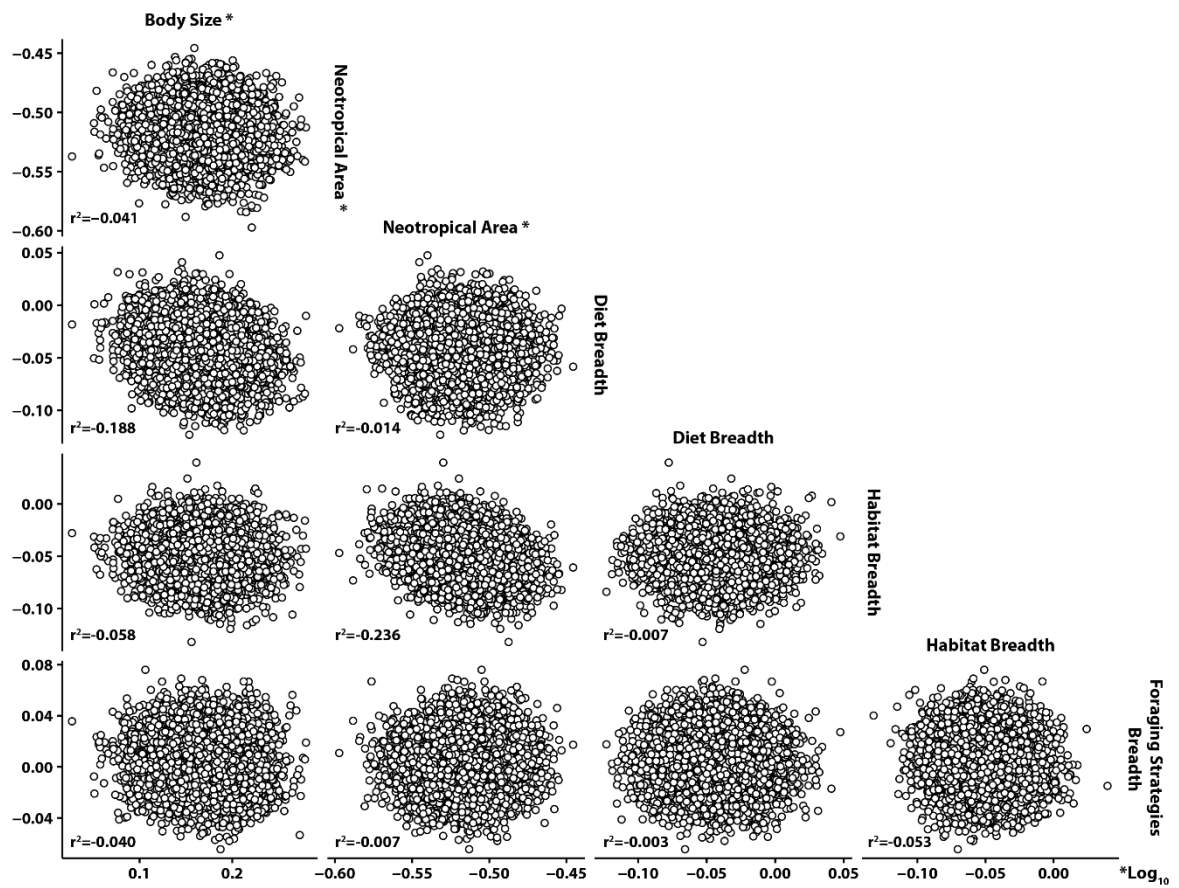 Body Size *
−0.45
−0.50
−0.55
−0.60
r²=−0.041
Neotropical Area *
Neotropical Area *
0.05
0.00
−0.05
−0.10
r²=-0.188
r²=-0.014
Diet Breadth
Diet Breadth
0.00
−0.05
−0.10
r²=-0.058
r²=-0.236
r²=-0.007
Habitat Breadth
Habitat Breadth
0.08
0.04
0.00
−0.04
r²=-0.040
r²=-0.007
r²=-0.003
r²=-0.053
Foraging Strategies
Breadth
0.1 0.2 −0.60 −0.55 −0.50 −0.45 −0.10 −0.05 0.00 0.05 −0.10 −0.05 0.00 *Log₁₀